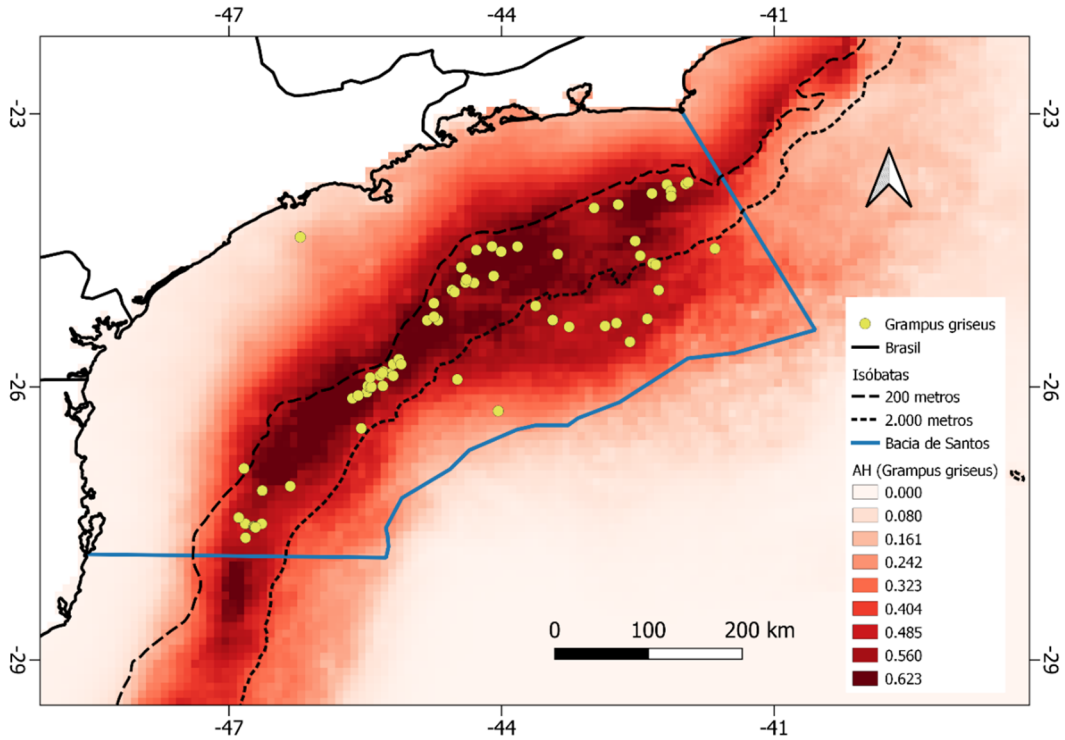 -47 -44 -41
-23 -23
-26 -26
-29 -29
Grampus griseus
Brasil
Isóbatas
200 metros
2.000 metros
Bacia de Santos
AH (Grampus griseus)
0.000
0.080
0.161
0.242
0.323
0.404
0.485
0.560
0.623
0 100 200 km
-47 -44 -41